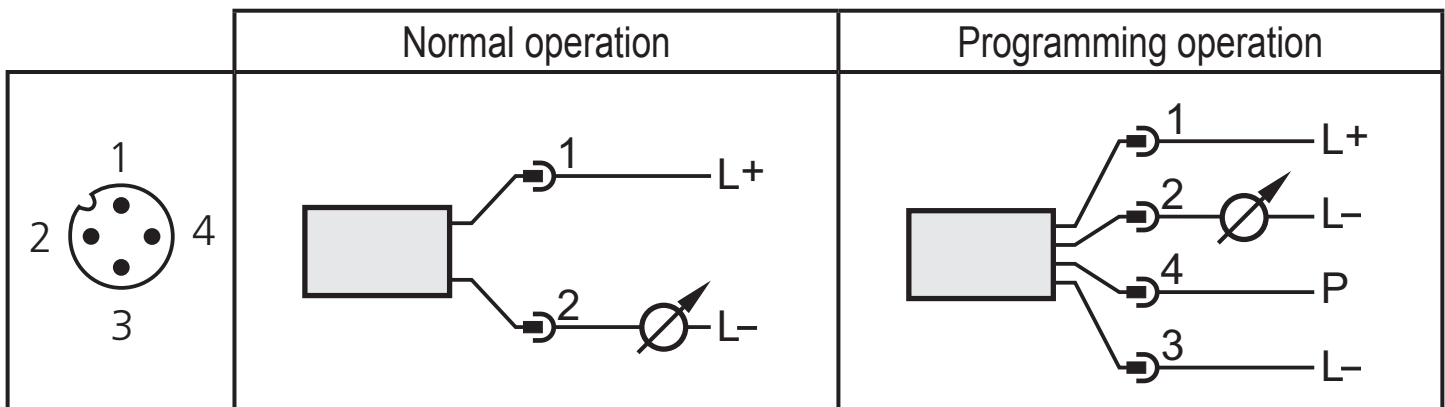 Normal operation
Programming operation
1
2
4
3
1
L+
2
L–
1
L+
2
L–
4
P
3
L–